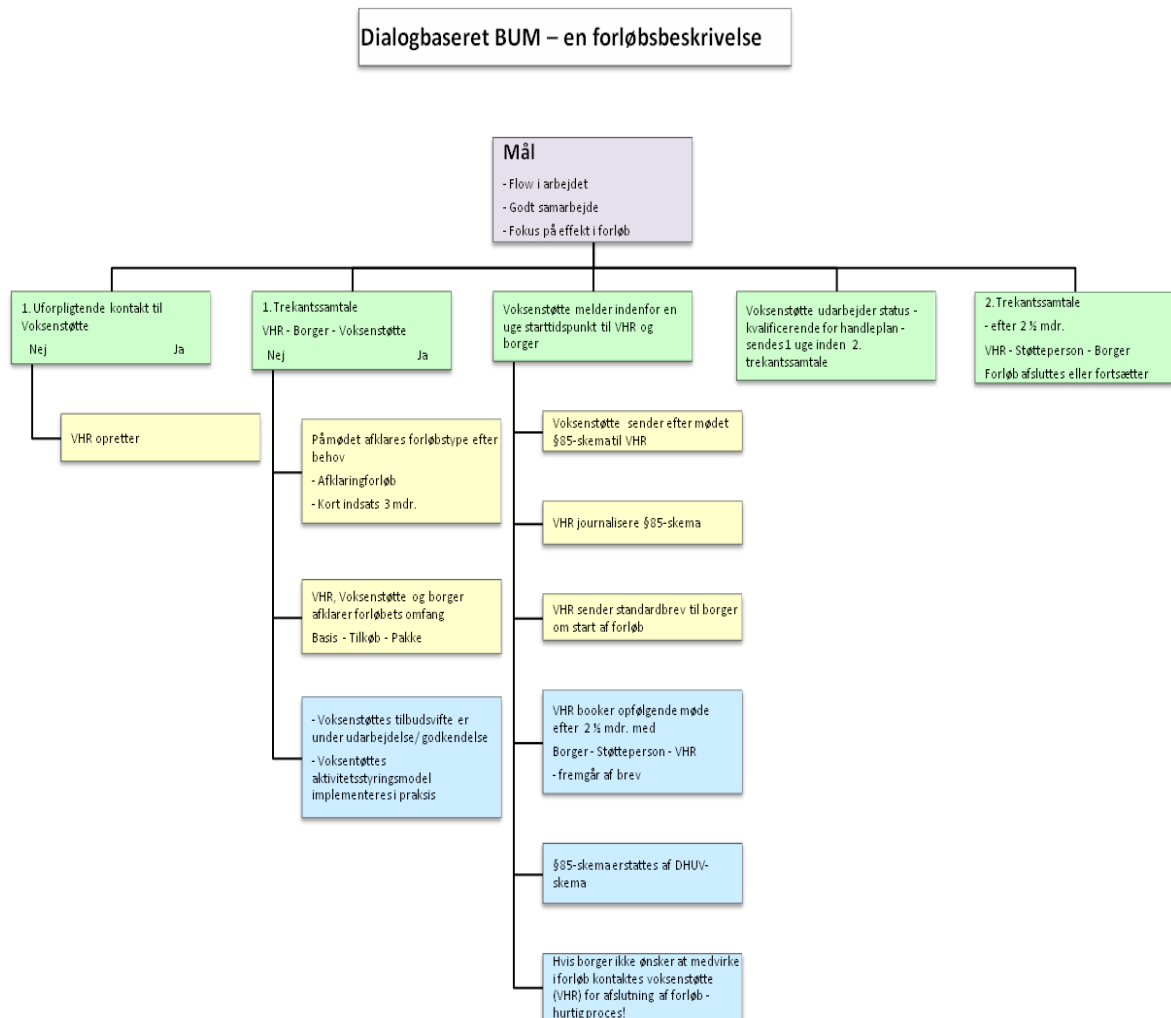 Dialogbaseret BUM – en forløbsbeskrivelse
Mål
- Flow i arbejdet
- Godt samarbejde
- Fokus på effekt i forløb
1. Uforpligtende kontakt til
Voksenstøtte
Nej Ja
VHR opretter
1. Trekantssamtale
VHR - Borger - Voksenstøtte
Nej Ja
På mødet afklares forløbstype efter
behov
- Afklaringforløb
- Kort indsats 3 mdr.
VHR, Voksenstøtte og borger
afklarer forløbets omfang
Basis - Tilkøb - Pakke
- Voksenstøttes tilbudsvifte er
under udarbejdelse/ godkendelse
- Voksentøttes
aktivitetsstyringsmodel
implementeres i praksis
Voksenstøtte melder indenfor en
uge starttidspunkt til VHR og
borger
Voksenstøtte sender efter mødet
§85-skema til VHR
VHR journalisere §85-skema
VHR sender standardbrev til borger
om start af forløb
VHR booker opfølgende møde
efter 2 ½ mdr. med
Borger - Støtteperson - VHR
- fremgår af brev
§85-skema erstattes af DHUV-
skema
Hvis borger ikke ønsker at medvirke
i forløb kontaktes voksenstøtte
(VHR) for afslutning af forløb -
hurtig proces!
Voksenstøtte udarbejder status -
kvalificerende for handleplan -
sendes 1 uge inden 2.
trekantssamtale
2. Trekantssamtale
- efter 2 ½ mdr.
VHR - Støtteperson - Borger
Forløb afsluttes eller fortsætter